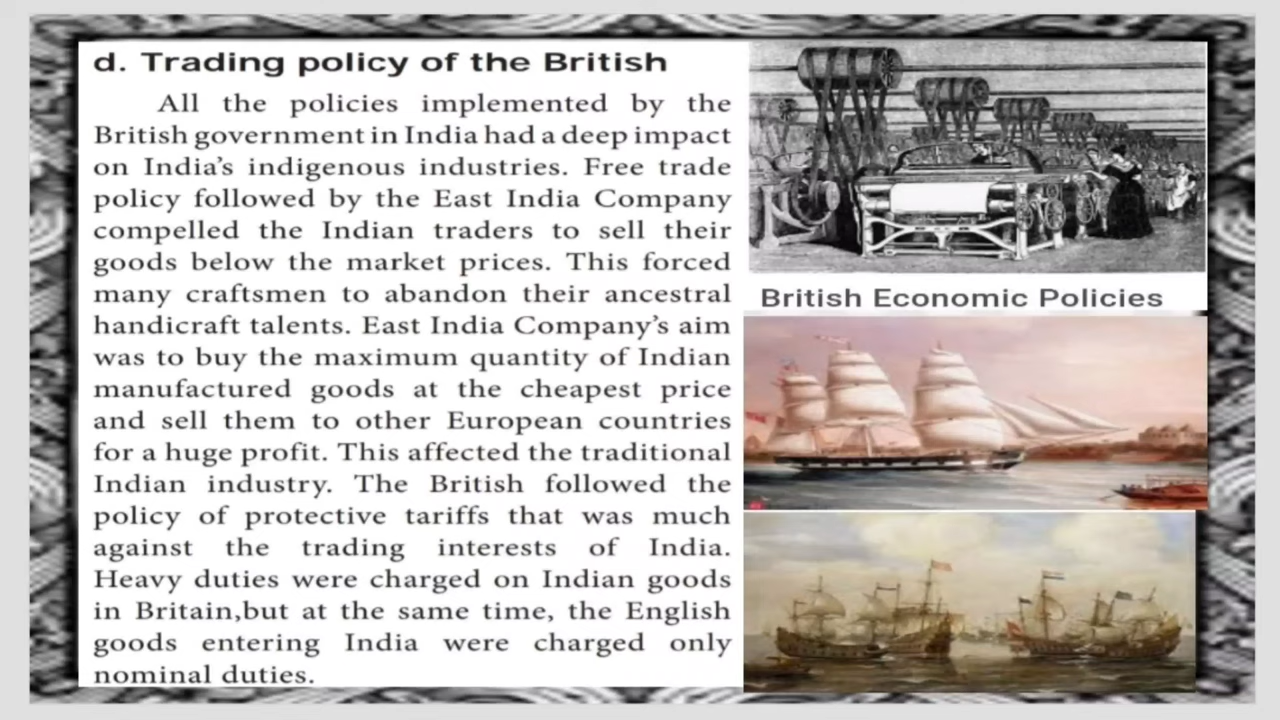 d. Trading policy of the British
All the policies implemented by the
British government in India had a deep impact
on India’s indigenous industries. Free trade
policy followed by the East India Company
compelled the Indian traders to sell their
goods below the market prices. This forced
many craftsmen to abandon their ancestral
handicraft talents. East India Company’s aim
was to buy the maximum quantity of Indian
manufactured goods at the cheapest price
and sell them to other European countries
for a huge profit. This affected the traditional
Indian industry. The British followed the
policy of protective tariffs that was much
against the trading interests of India.
Heavy duties were charged on Indian goods
in Britain,but at the same time, the English
goods entering India were charged only
nominal duties.
British Economic Policies